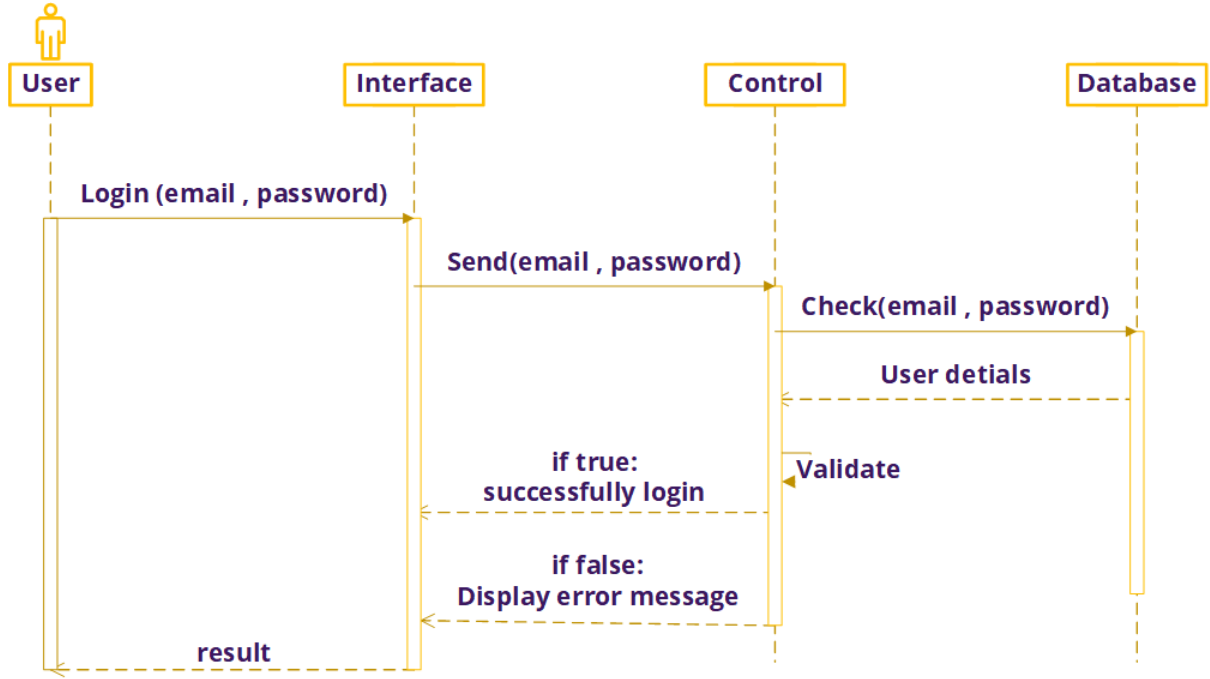 User
Interface
Control
Database
Login (email , password)
Send(email , password)
Check(email , password)
User detials
Validate
if true:
successfully login
if false:
Display error message
result